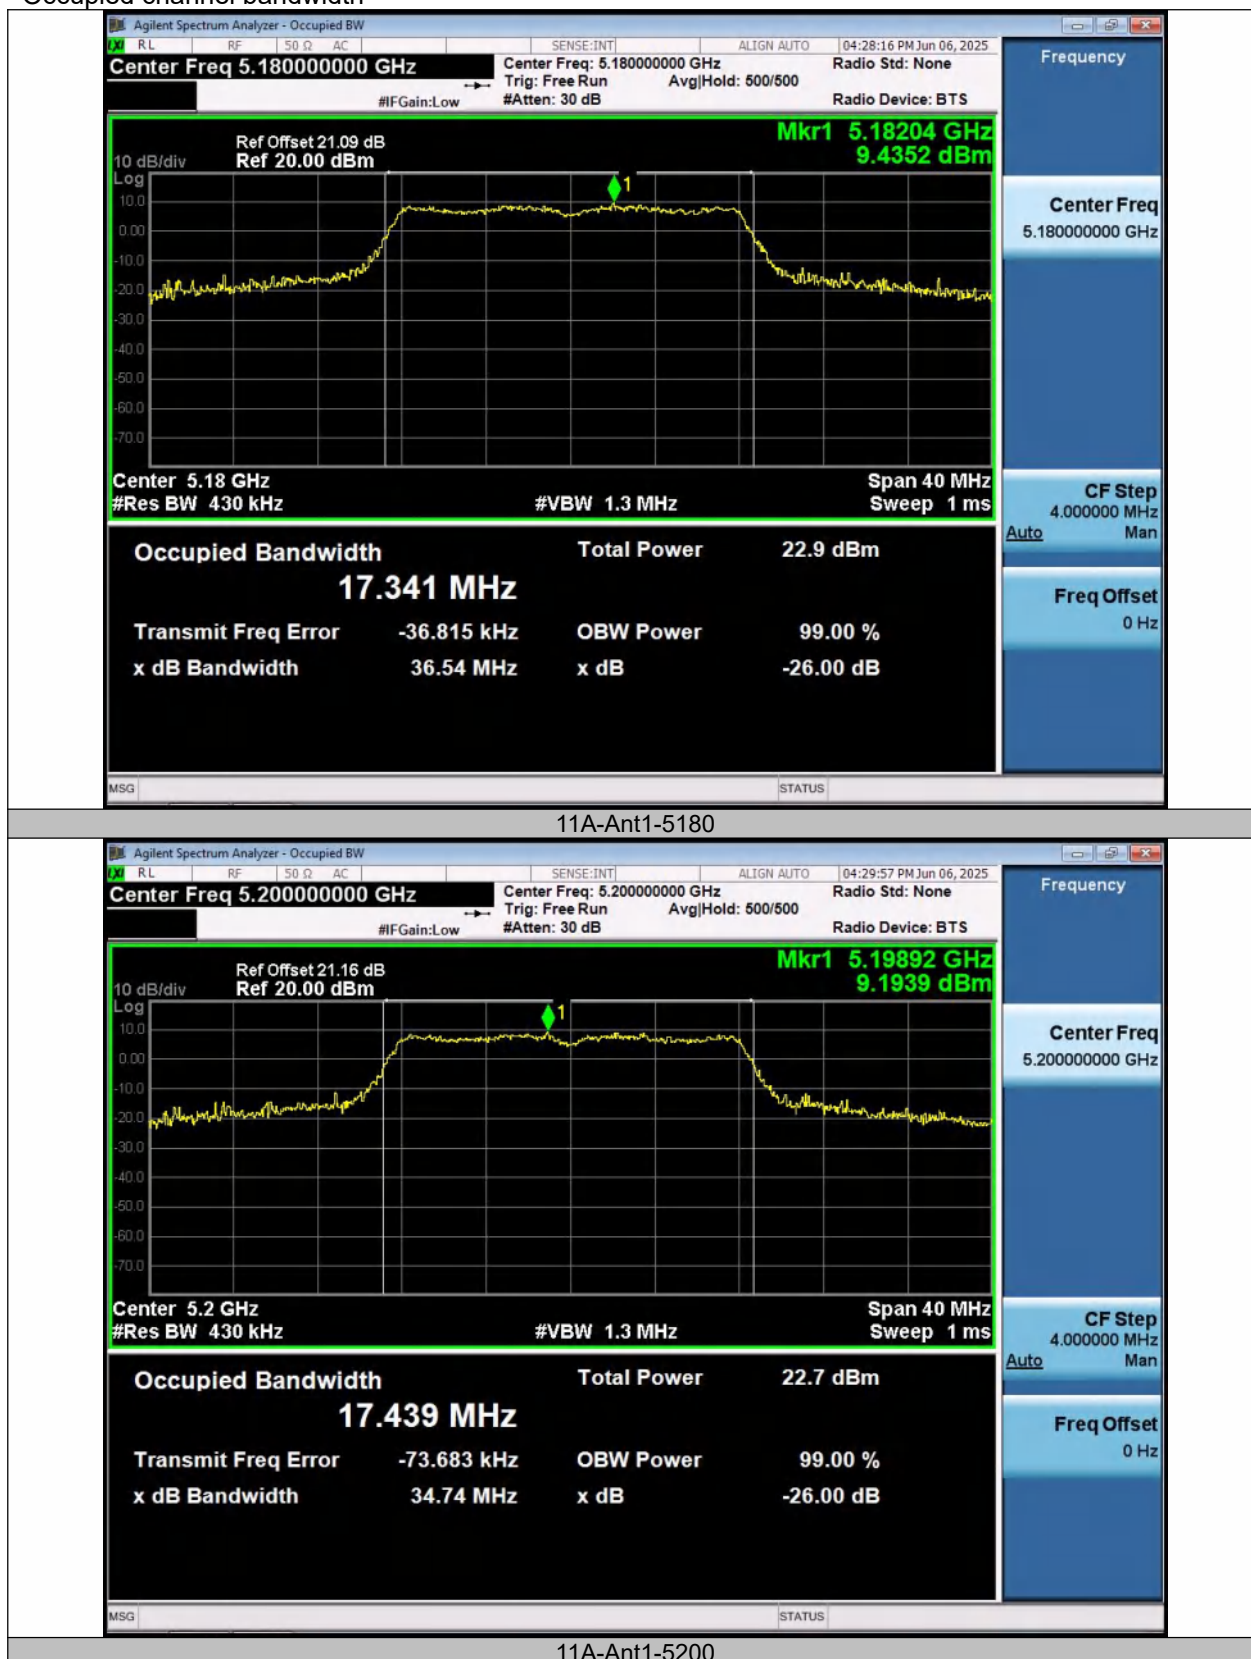 Occupied channel bandwidth
Agilent Spectrum Analyzer - Occupied BW
LXI RL RF 50 Ω AC SENSE:INT ALIGN AUTO 04:28:16 PM Jun 06, 2025
Center Freq 5.180000000 GHz Center Freq: 5.180000000 GHz Radio Std: None Frequency
Trig: Free Run Avg|Hold: 500/500
#IFGain:Low #Atten: 30 dB Radio Device: BTS
Mkr1 5.18204 GHz
Ref Offset 21.09 dB
10 dB/div Ref 20.00 dBm 9.4352 dBm
Log
1
10.0
0.00
-10.0
-20.0
-30.0
-40.0
-50.0
-60.0
-70.0
Center Freq
5.180000000 GHz
Center 5.18 GHz Span 40 MHz
#Res BW 430 kHz #VBW 1.3 MHz Sweep 1 ms
CF Step
4.000000 MHz
Auto Man
Occupied Bandwidth Total Power 22.9 dBm
17.341 MHz
Freq Offset
0 Hz
Transmit Freq Error -36.815 kHz OBW Power 99.00 %
x dB Bandwidth 36.54 MHz x dB -26.00 dB
MSG STATUS
11A-Ant1-5180
Agilent Spectrum Analyzer - Occupied BW
LXI RL RF 50 Ω AC SENSE:INT ALIGN AUTO 04:29:57 PM Jun 06, 2025
Center Freq 5.200000000 GHz Center Freq: 5.200000000 GHz Radio Std: None Frequency
Trig: Free Run Avg|Hold: 500/500
#IFGain:Low #Atten: 30 dB Radio Device: BTS
Mkr1 5.19892 GHz
Ref Offset 21.16 dB
10 dB/div Ref 20.00 dBm 9.1939 dBm
Log
1
10.0
0.00
-10.0
-20.0
-30.0
-40.0
-50.0
-60.0
-70.0
Center Freq
5.200000000 GHz
Center 5.2 GHz Span 40 MHz
#Res BW 430 kHz #VBW 1.3 MHz Sweep 1 ms
CF Step
4.000000 MHz
Auto Man
Occupied Bandwidth Total Power 22.7 dBm
17.439 MHz
Freq Offset
0 Hz
Transmit Freq Error -73.683 kHz OBW Power 99.00 %
x dB Bandwidth 34.74 MHz x dB -26.00 dB
MSG STATUS
11A-Ant1-5200